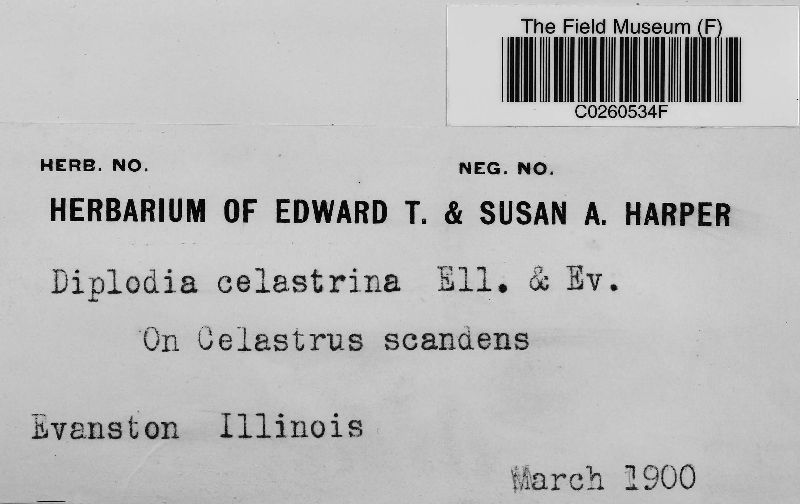 The Field Museum (F)
C0260534F
HERB. NO. NEG. NO.
HERBARIUM OF EDWARD T. & SUSAN A. HARPER
Diplodia celastrina Ell. & Ev.
On Celastrus scandens
Evanston Illinois
March 1900